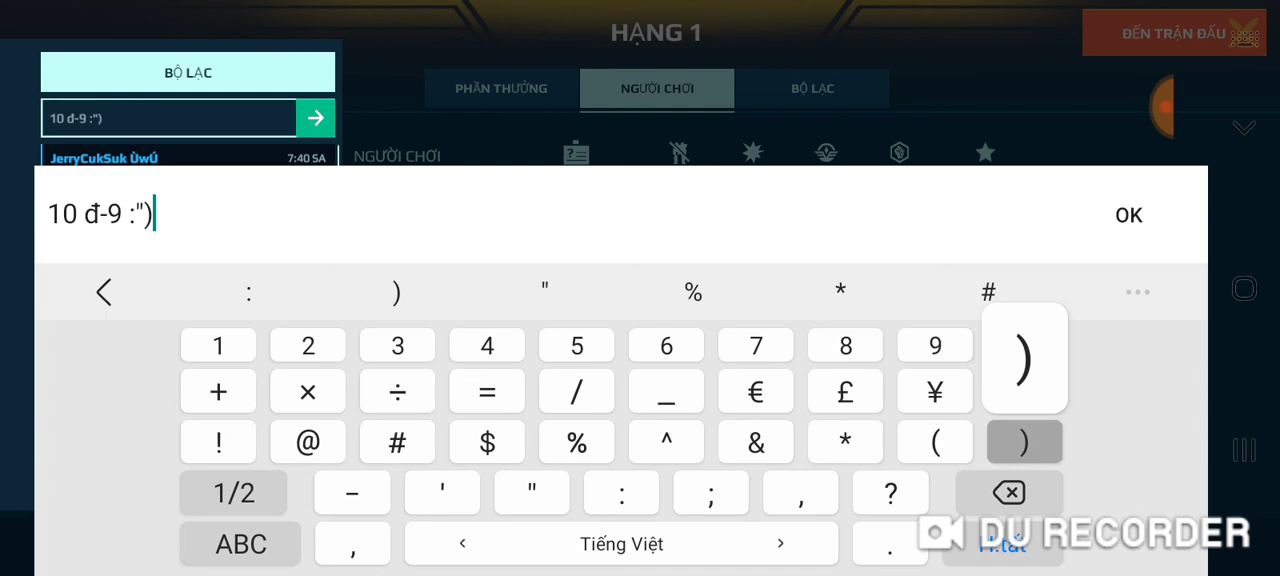 HẠNG 1
ĐẾN TRẬN ĐẤU
BỘ LẠC
PHẦN THƯỞNG
NGƯỜI CHƠI
BỘ LẠC
10 đ-9 :")
JerryCukSuk ÙwÚ
7:40 SA
NGƯỜI CHƠI
10 đ-9 :")
OK
: ) " % * #
1 2 3 4 5 6 7 8 9 )
+ × ÷ = / _ € £ ¥
! @ # $ % ^ & * ( )
1/2 - ' " : ; , ?
ABC , < Tiếng Việt > . H.tất
DU RECORDER